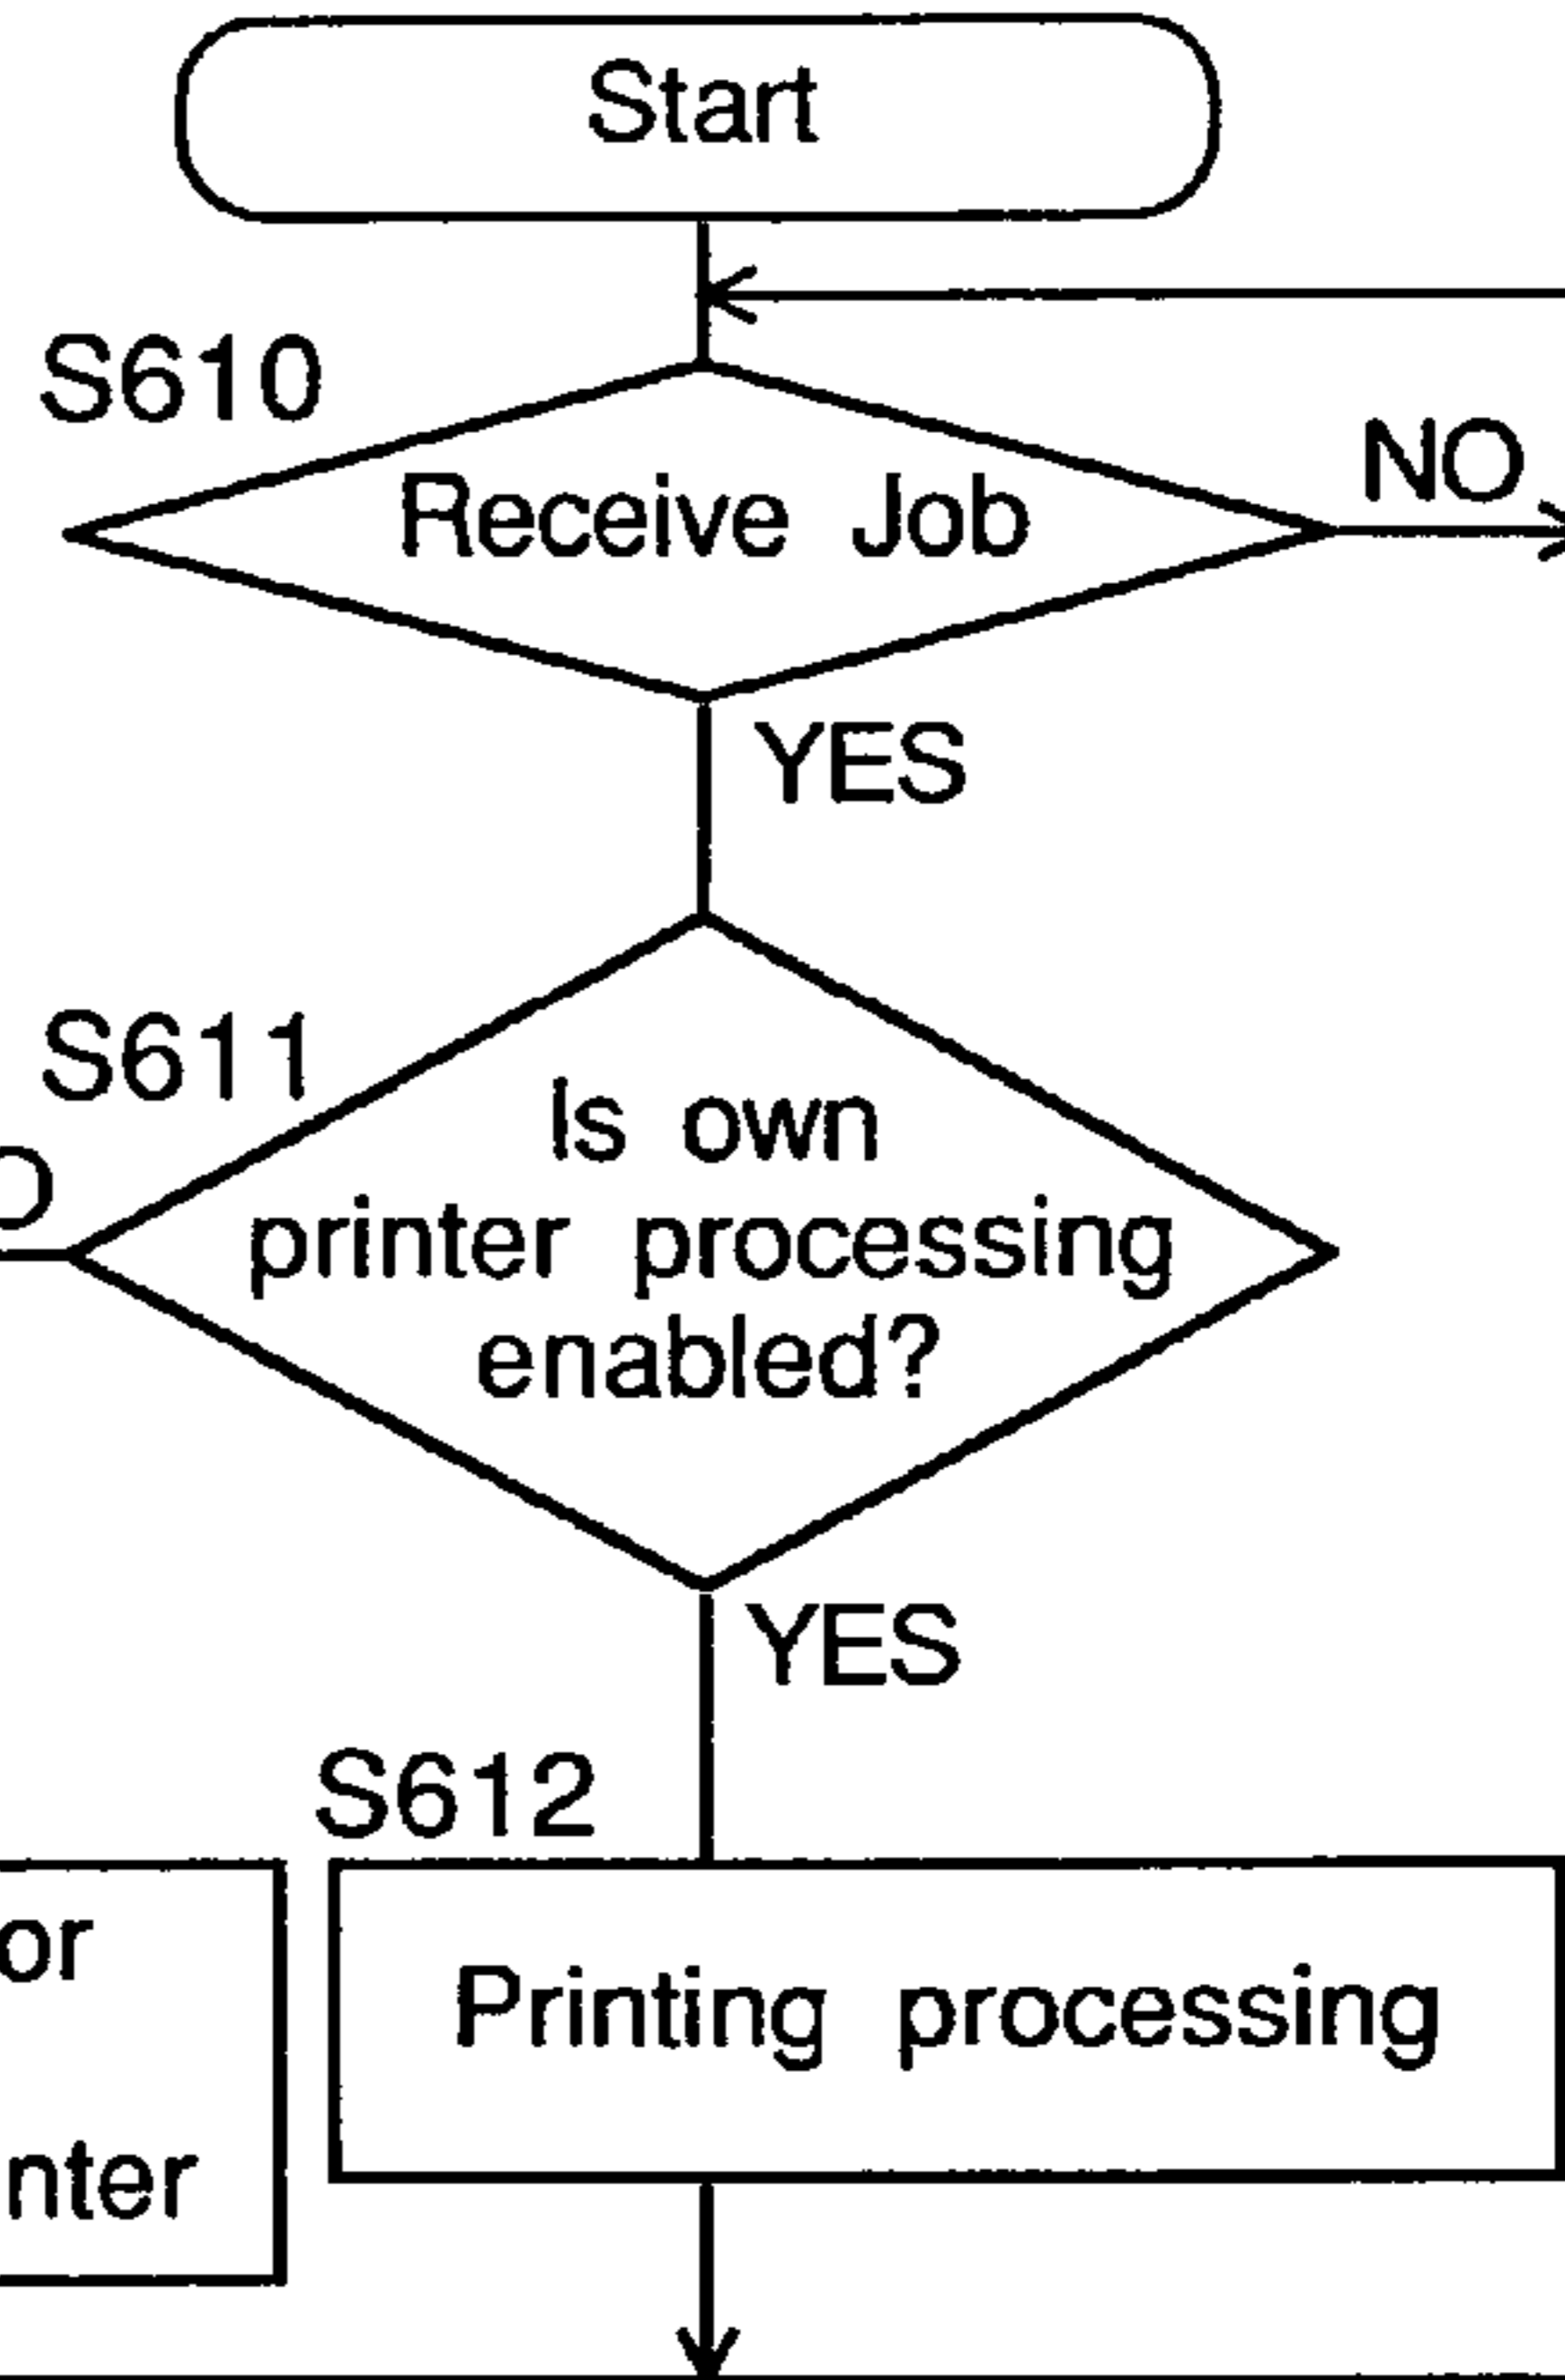 Start
S610
NO
Receive Job
YES
S611
Is own
printer processing
enabled?
YES
S612
or
Printing processing
nter